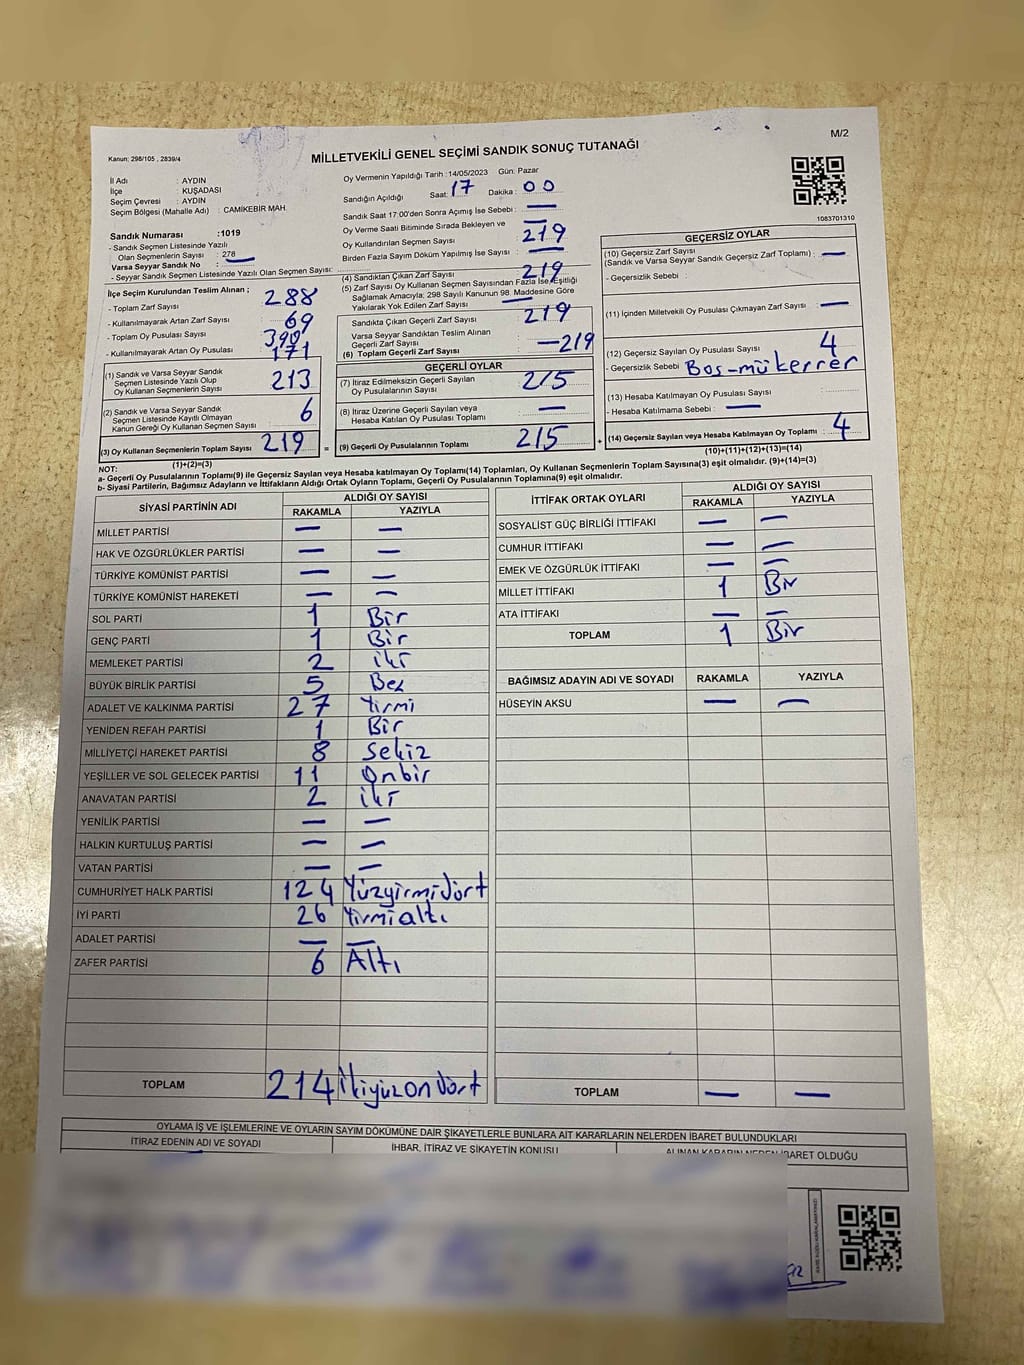 M/2
Kanun: 298/105 , 2839/4
MİLLETVEKİLİ GENEL SEÇİMİ SANDIK SONUÇ TUTANAĞI
İl Adı : AYDIN
İlçe : KUŞADASI
Seçim Çevresi : AYDIN
Seçim Bölgesi (Mahalle Adı) : CAMİKEBİR MAH.
Sandık Numarası :1019
- Sandık Seçmen Listesinde Yazılı
Olan Seçmenlerin Sayısı : 278
Varsa Seyyar Sandık No : —
- Seyyar Sandık Seçmen Listesinde Yazılı Olan Seçmen Sayısı:
İlçe Seçim Kurulundan Teslim Alınan ;
- Toplam Zarf Sayısı : 288
- Kullanılmayarak Artan Zarf Sayısı : 69
- Toplam Oy Pusulası Sayısı : 390
- Kullanılmayarak Artan Oy Pusulası : 171
(1) Sandık ve Varsa Seyyar Sandık
Seçmen Listesinde Yazılı Olup
Oy Kullanan Seçmenlerin Sayısı : 213
(2) Sandık ve Varsa Seyyar Sandık
Seçmen Listesinde Kayıtlı Olmayan
Kanun Gereği Oy Kullanan Seçmen Sayısı : 6
(3) Oy Kullanan Seçmenlerin Toplam Sayısı : 219
(1)+(2)=(3)
Oy Vermenin Yapıldığı Tarih : 14/05/2023 Gün: Pazar
Sandığın Açıldığı Saat: 17 Dakika : 00
Sandık Saat 17:00'den Sonra Açılmış İse Sebebi : —
Oy Verme Saati Bitiminde Sırada Bekleyen ve —
Oy Kullandırılan Seçmen Sayısı : 219
Birden Fazla Sayım Döküm Yapılmış İse Sayısı : —
(4) Sandıktan Çıkan Zarf Sayısı : 219
(5) Zarf Sayısı Oy Kullanan Seçmen Sayısından Fazla İse, Eşitliği
Sağlamak Amacıyla; 298 Sayılı Kanunun 98. Maddesine Göre
Yakılarak Yok Edilen Zarf Sayısı : —
Sandıkta Çıkan Geçerli Zarf Sayısı : 219
Varsa Seyyar Sandıktan Teslim Alınan
Geçerli Zarf Sayısı : —
(6) Toplam Geçerli Zarf Sayısı : 219
GEÇERLİ OYLAR
(7) İtiraz Edilmeksizin Geçerli Sayılan
Oy Pusulalarının Sayısı : 215
(8) İtiraz Üzerine Geçerli Sayılan veya
Hesaba Katılan Oy Pusulası Toplamı : —
= (9) Geçerli Oy Pusulalarının Toplamı : 215 +
1083701310
GEÇERSİZ OYLAR
(10) Geçersiz Zarf Sayısı
(Sandık ve Varsa Seyyar Sandık Geçersiz Zarf Toplamı) : —
- Geçersizlik Sebebi :
(11) İçinden Milletvekili Oy Pusulası Çıkmayan Zarf Sayısı : —
(12) Geçersiz Sayılan Oy Pusulası Sayısı : 4
- Geçersizlik Sebebi : Boş-mükerrer
(13) Hesaba Katılmayan Oy Pusulası Sayısı :
- Hesaba Katılmama Sebebi : —
(14) Geçersiz Sayılan veya Hesaba Katılmayan Oy Toplamı : 4
(10)+(11)+(12)+(13)=(14)
NOT:
a- Geçerli Oy Pusulalarının Toplamı(9) ile Geçersiz Sayılan veya Hesaba katılmayan Oy Toplamı(14) Toplamları, Oy Kullanan Seçmenlerin Toplam Sayısına(3) eşit olmalıdır. (9)+(14)=(3)
b- Siyasi Partilerin, Bağımsız Adayların ve İttifakların Aldığı Ortak Oyların Toplamı, Geçerli Oy Pusulalarının Toplamına(9) eşit olmalıdır.
SİYASİ PARTİNİN ADI ALDIĞI OY SAYISI
RAKAMLA YAZIYLA
MİLLET PARTİSİ — —
HAK VE ÖZGÜRLÜKLER PARTİSİ — —
TÜRKİYE KOMÜNİST PARTİSİ — —
TÜRKİYE KOMÜNİST HAREKETİ — —
SOL PARTİ 1 Bir
GENÇ PARTİ 1 Bir
MEMLEKET PARTİSİ 2 iki
BÜYÜK BİRLİK PARTİSİ 5 Beş
ADALET VE KALKINMA PARTİSİ 27 Yirmi
YENİDEN REFAH PARTİSİ 1 Bir
MİLLİYETÇİ HAREKET PARTİSİ 8 Sekiz
YEŞİLLER VE SOL GELECEK PARTİSİ 11 Onbir
ANAVATAN PARTİSİ 2 iki
YENİLİK PARTİSİ — —
HALKIN KURTULUŞ PARTİSİ — —
VATAN PARTİSİ — —
CUMHURİYET HALK PARTİSİ 124 Yüzyirmidört
İYİ PARTİ 26 Yirmialtı
ADALET PARTİSİ — —
ZAFER PARTİSİ 6 Altı
TOPLAM 214 ikiyüzondört
İTTİFAK ORTAK OYLARI ALDIĞI OY SAYISI
RAKAMLA YAZIYLA
SOSYALİST GÜÇ BİRLİĞİ İTTİFAKI — —
CUMHUR İTTİFAKI — —
EMEK VE ÖZGÜRLÜK İTTİFAKI — —
MİLLET İTTİFAKI 1 Bir
ATA İTTİFAKI — —
TOPLAM 1 Bir
BAĞIMSIZ ADAYIN ADI VE SOYADI RAKAMLA YAZIYLA
HÜSEYİN AKSU — —
TOPLAM — —
OYLAMA İŞ VE İŞLEMLERİNE VE OYLARIN SAYIM DÖKÜMÜNE DAİR ŞİKAYETLERLE BUNLARA AİT KARARLARIN NELERDEN İBARET BULUNDUKLARI
İTİRAZ EDENİN ADI VE SOYADI
İHBAR, İTİRAZ VE ŞİKAYETİN KONUSU
ALINAN KARARIN NEDEN İBARET OLDUĞU